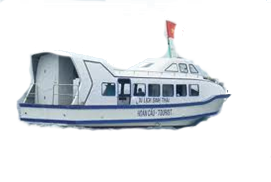 DU LỊCH SINH THÁI
HOÀN CẦU - TOURIST